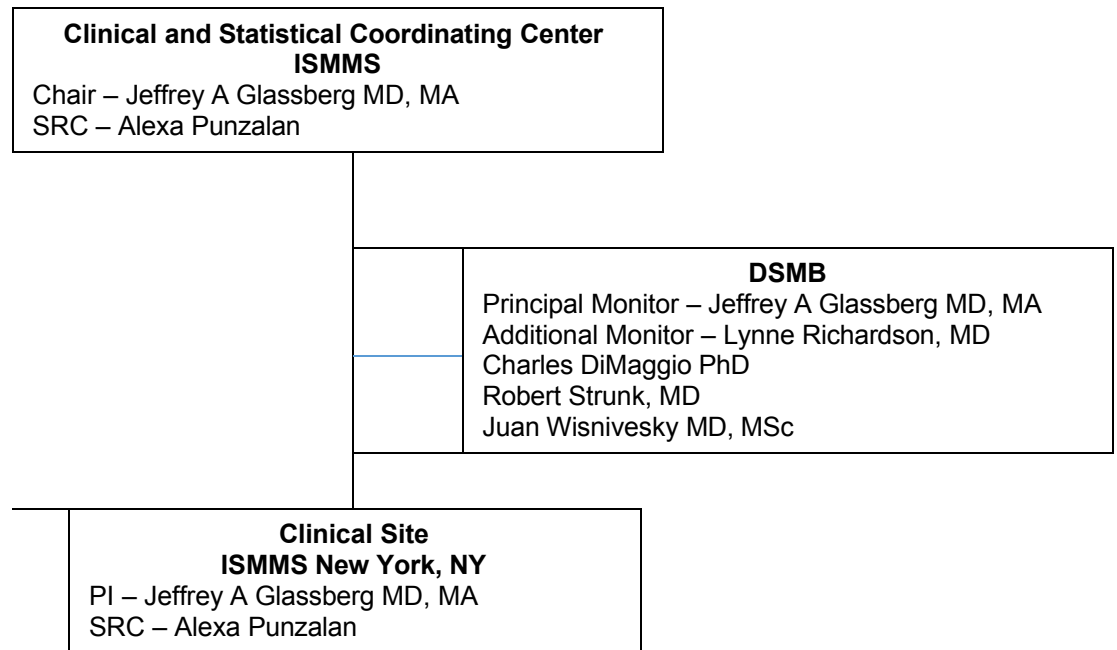 Clinical and Statistical Coordinating Center
ISMMS
Chair – Jeffrey A Glassberg MD, MA
SRC – Alexa Punzalan
DSMB
Principal Monitor – Jeffrey A Glassberg MD, MA
Additional Monitor – Lynne Richardson, MD
Charles DiMaggio PhD
Robert Strunk, MD
Juan Wisnivesky MD, MSc
Clinical Site
ISMMS New York, NY
PI – Jeffrey A Glassberg MD, MA
SRC – Alexa Punzalan